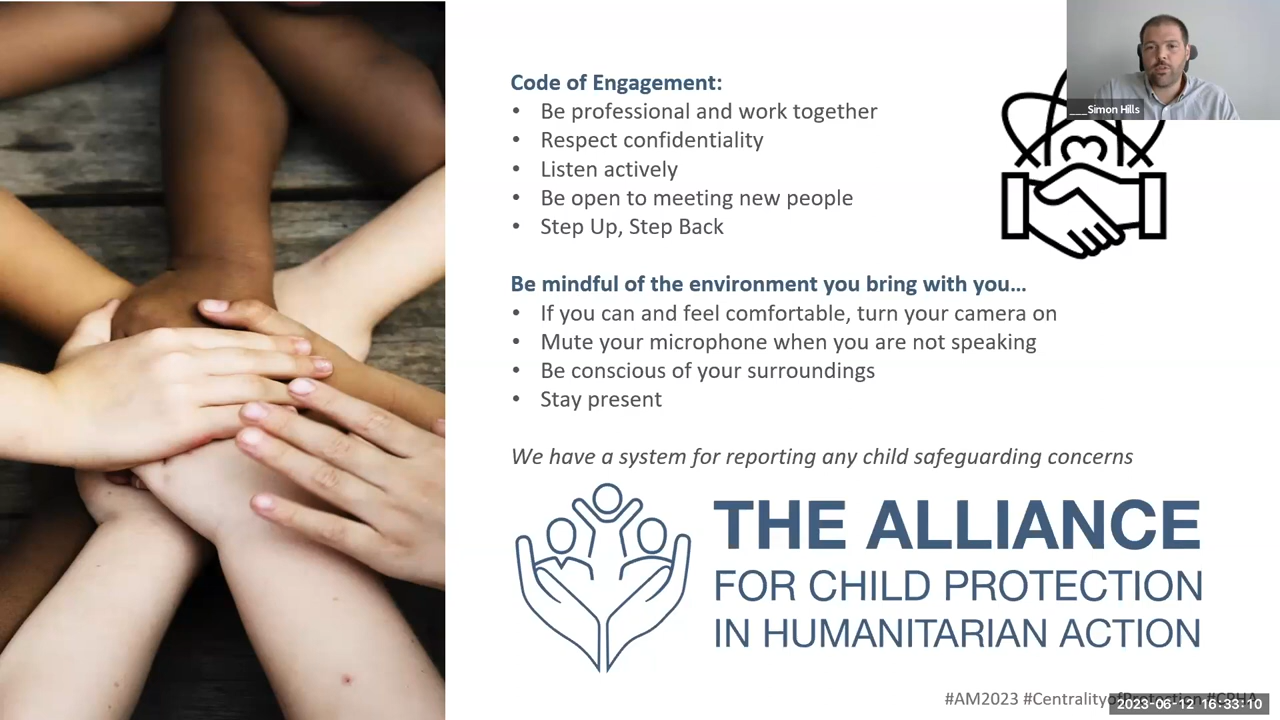 Code of Engagement:
• Be professional and work together
• Respect confidentiality
• Listen actively
• Be open to meeting new people
• Step Up, Step Back
___Simon Hills
Be mindful of the environment you bring with you...
• If you can and feel comfortable, turn your camera on
• Mute your microphone when you are not speaking
• Be conscious of your surroundings
• Stay present
We have a system for reporting any child safeguarding concerns
THE ALLIANCE
FOR CHILD PROTECTION
IN HUMANITARIAN ACTION
#AM2023 #CentralityofProtection #CPHA
2023-06-12 16:33:10